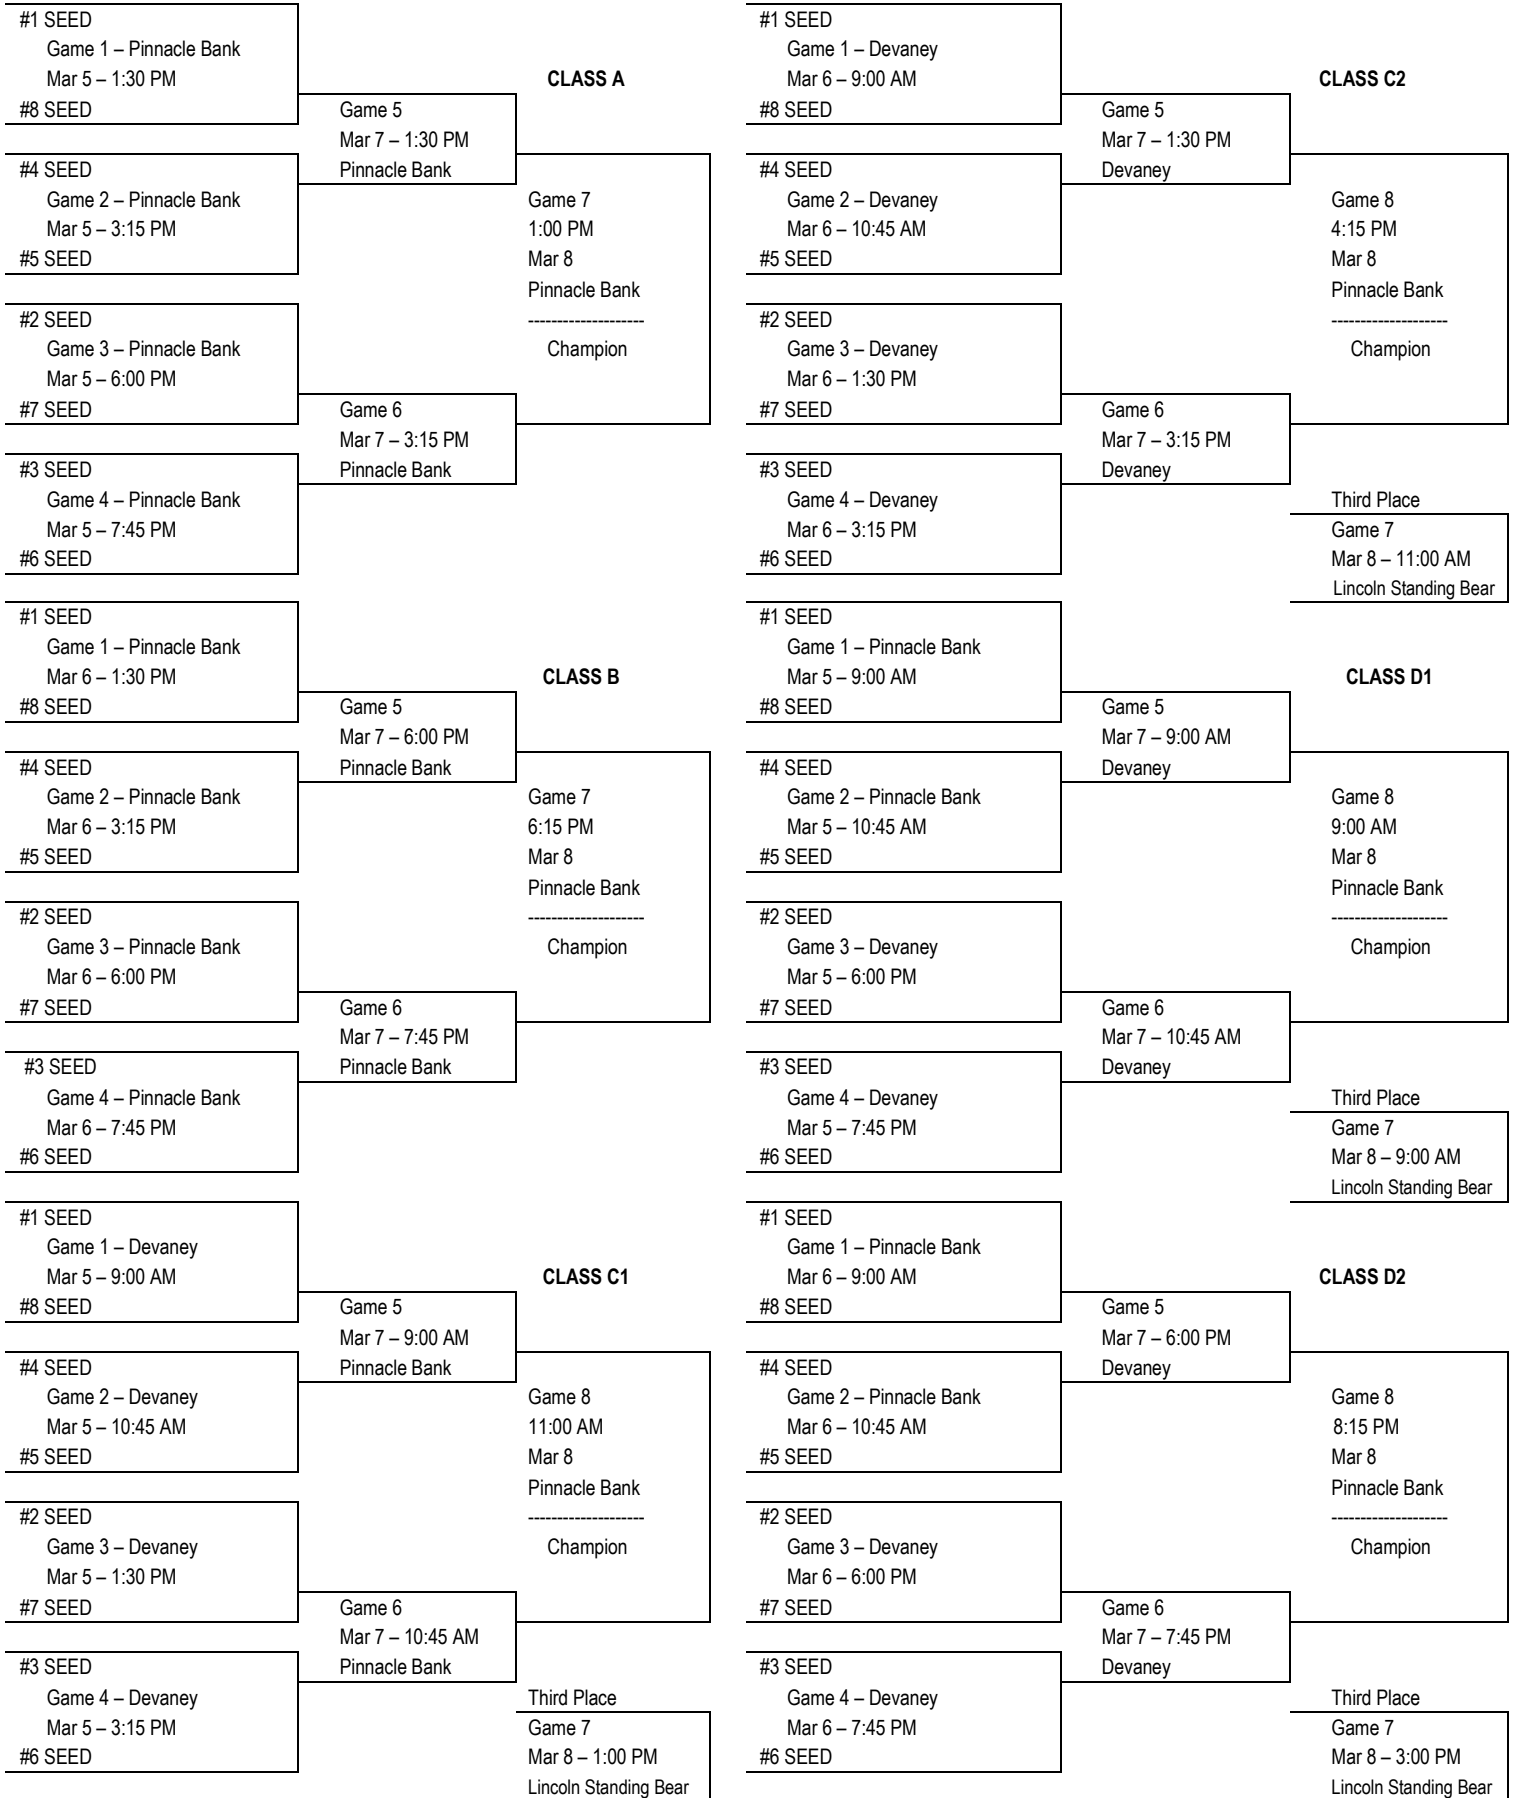 #1 SEED
Game 1 – Pinnacle Bank
Mar 5 – 1:30 PM
CLASS A
#8 SEED
Game 5
Mar 7 – 1:30 PM
#4 SEED
Pinnacle Bank
Game 2 – Pinnacle Bank
Game 7
Mar 5 – 3:15 PM
1:00 PM
#5 SEED
Mar 8
Pinnacle Bank
#2 SEED
--------------------
Game 3 – Pinnacle Bank
Champion
Mar 5 – 6:00 PM
#7 SEED
Game 6
Mar 7 – 3:15 PM
#3 SEED
Pinnacle Bank
Game 4 – Pinnacle Bank
Mar 5 – 7:45 PM
#6 SEED
#1 SEED
Game 1 – Pinnacle Bank
Mar 6 – 1:30 PM
CLASS B
#8 SEED
Game 5
Mar 7 – 6:00 PM
#4 SEED
Pinnacle Bank
Game 2 – Pinnacle Bank
Game 7
Mar 6 – 3:15 PM
6:15 PM
#5 SEED
Mar 8
Pinnacle Bank
#2 SEED
--------------------
Game 3 – Pinnacle Bank
Champion
Mar 6 – 6:00 PM
#7 SEED
Game 6
Mar 7 – 7:45 PM
#3 SEED
Pinnacle Bank
Game 4 – Pinnacle Bank
Mar 6 – 7:45 PM
#6 SEED
#1 SEED
Game 1 – Devaney
Mar 5 – 9:00 AM
CLASS C1
#8 SEED
Game 5
Mar 7 – 9:00 AM
#4 SEED
Pinnacle Bank
Game 2 – Devaney
Game 8
Mar 5 – 10:45 AM
11:00 AM
#5 SEED
Mar 8
Pinnacle Bank
#2 SEED
--------------------
Game 3 – Devaney
Champion
Mar 5 – 1:30 PM
#7 SEED
Game 6
Mar 7 – 10:45 AM
#3 SEED
Pinnacle Bank
Game 4 – Devaney
Third Place
Mar 5 – 3:15 PM
Game 7
#6 SEED
Mar 8 – 1:00 PM
Lincoln Standing Bear
#1 SEED
Game 1 – Devaney
Mar 6 – 9:00 AM
CLASS C2
#8 SEED
Game 5
Mar 7 – 1:30 PM
#4 SEED
Devaney
Game 2 – Devaney
Game 8
Mar 6 – 10:45 AM
4:15 PM
#5 SEED
Mar 8
Pinnacle Bank
#2 SEED
--------------------
Game 3 – Devaney
Champion
Mar 6 – 1:30 PM
#7 SEED
Game 6
Mar 7 – 3:15 PM
#3 SEED
Devaney
Game 4 – Devaney
Third Place
Mar 6 – 3:15 PM
Game 7
#6 SEED
Mar 8 – 11:00 AM
Lincoln Standing Bear
#1 SEED
Game 1 – Pinnacle Bank
Mar 5 – 9:00 AM
CLASS D1
#8 SEED
Game 5
Mar 7 – 9:00 AM
#4 SEED
Devaney
Game 2 – Pinnacle Bank
Game 8
Mar 5 – 10:45 AM
9:00 AM
#5 SEED
Mar 8
Pinnacle Bank
#2 SEED
--------------------
Game 3 – Devaney
Champion
Mar 5 – 6:00 PM
#7 SEED
Game 6
Mar 7 – 10:45 AM
#3 SEED
Devaney
Game 4 – Devaney
Third Place
Mar 5 – 7:45 PM
Game 7
#6 SEED
Mar 8 – 9:00 AM
Lincoln Standing Bear
#1 SEED
Game 1 – Pinnacle Bank
Mar 6 – 9:00 AM
CLASS D2
#8 SEED
Game 5
Mar 7 – 6:00 PM
#4 SEED
Devaney
Game 2 – Pinnacle Bank
Game 8
Mar 6 – 10:45 AM
8:15 PM
#5 SEED
Mar 8
Pinnacle Bank
#2 SEED
--------------------
Game 3 – Devaney
Champion
Mar 6 – 6:00 PM
#7 SEED
Game 6
Mar 7 – 7:45 PM
#3 SEED
Devaney
Game 4 – Devaney
Third Place
Mar 6 – 7:45 PM
Game 7
#6 SEED
Mar 8 – 3:00 PM
Lincoln Standing Bear